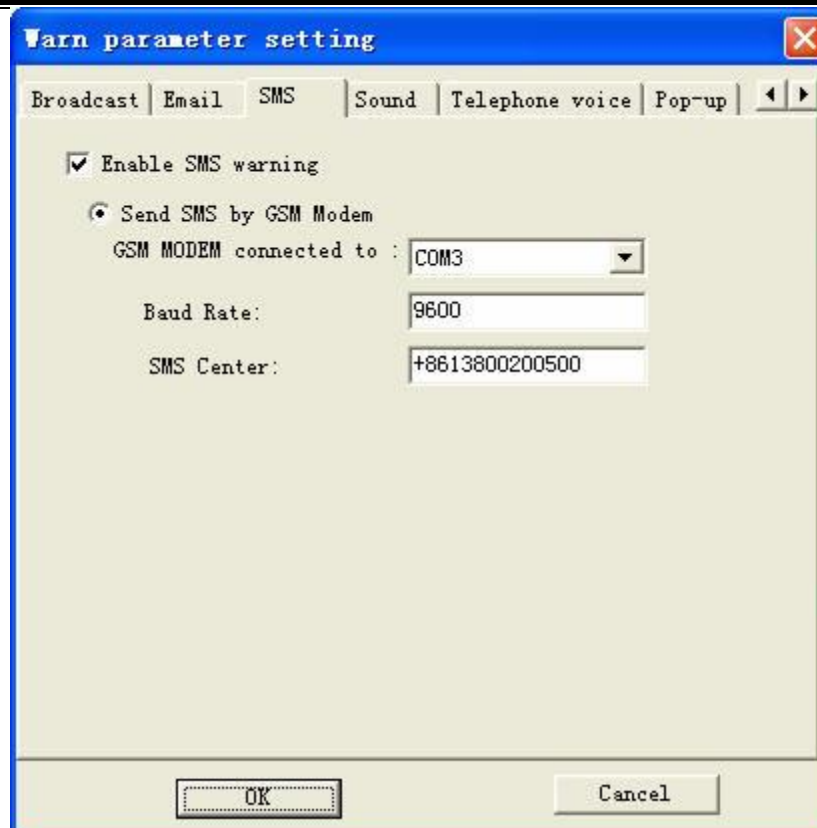 Warn parameter setting
Broadcast Email SMS Sound Telephone voice Pop-up
Enable SMS warning
Send SMS by GSM Modem
GSM MODEM connected to : COM3
Baud Rate: 9600
SMS Center: +8613800200500
OK Cancel